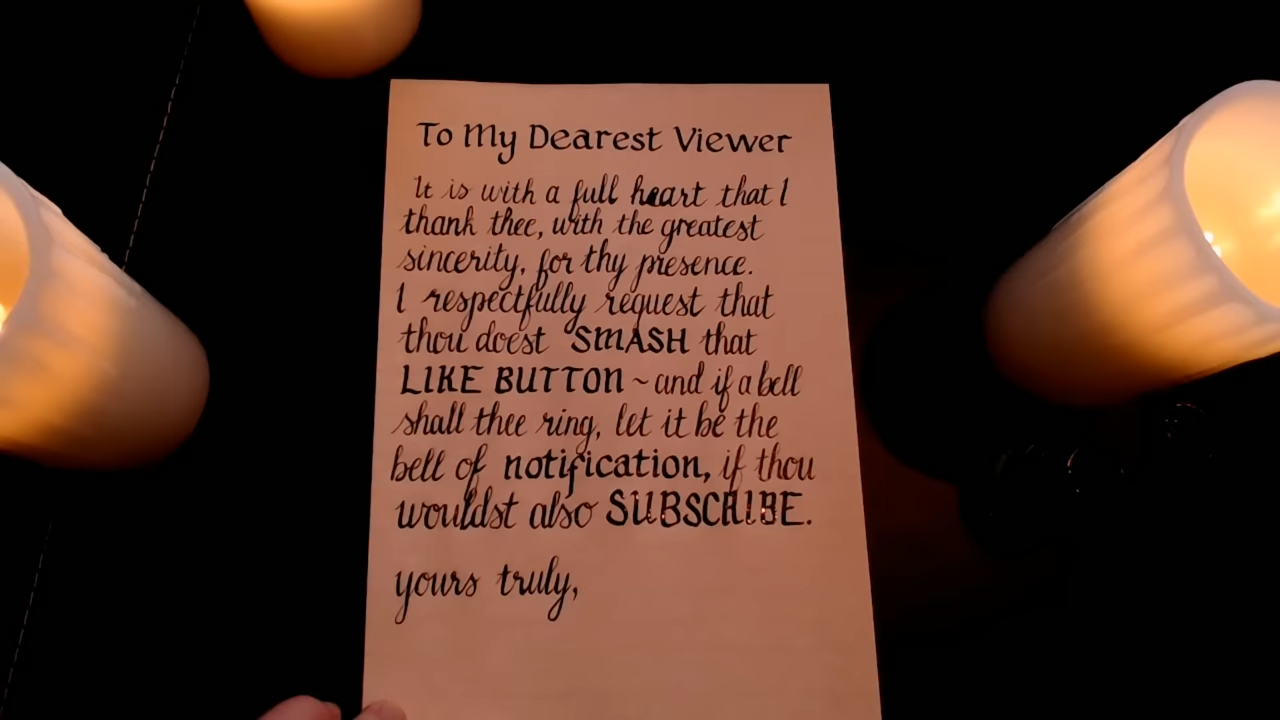 To My Dearest Viewer
It is with a full heart that I
thank thee, with the greatest
sincerity, for thy presence.
I respectfully request that
thou doest SMASH that
LIKE BUTTON ~ and if a bell
shall thee ring, let it be the
bell of notification, if thou
wouldst also SUBSCRIBE.
yours truly,